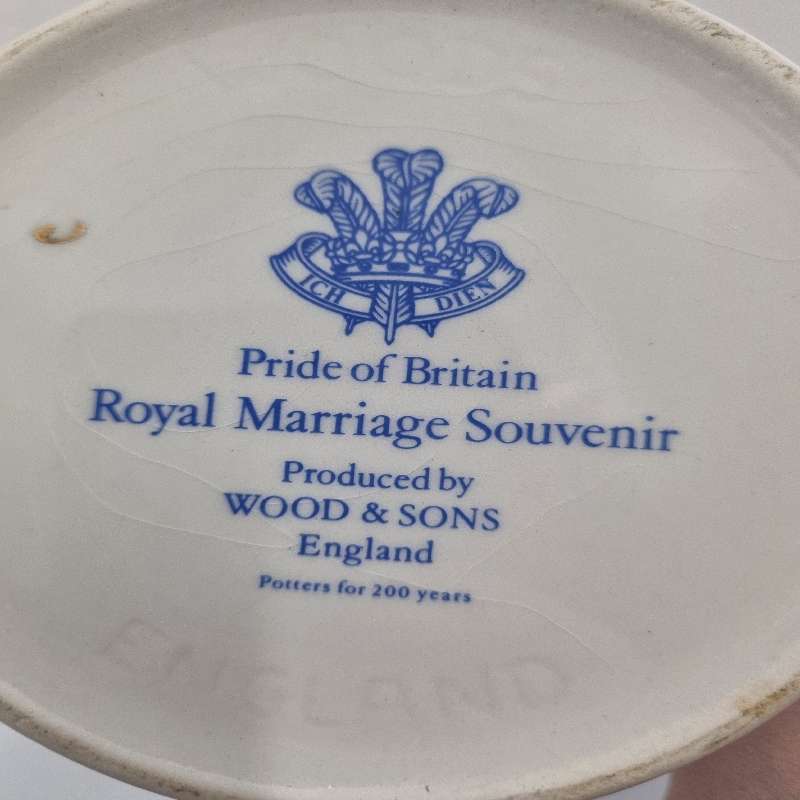 ICH DIEN
Pride of Britain
Royal Marriage Souvenir
Produced by
WOOD & SONS
England
Potters for 200 years
ENGLAND